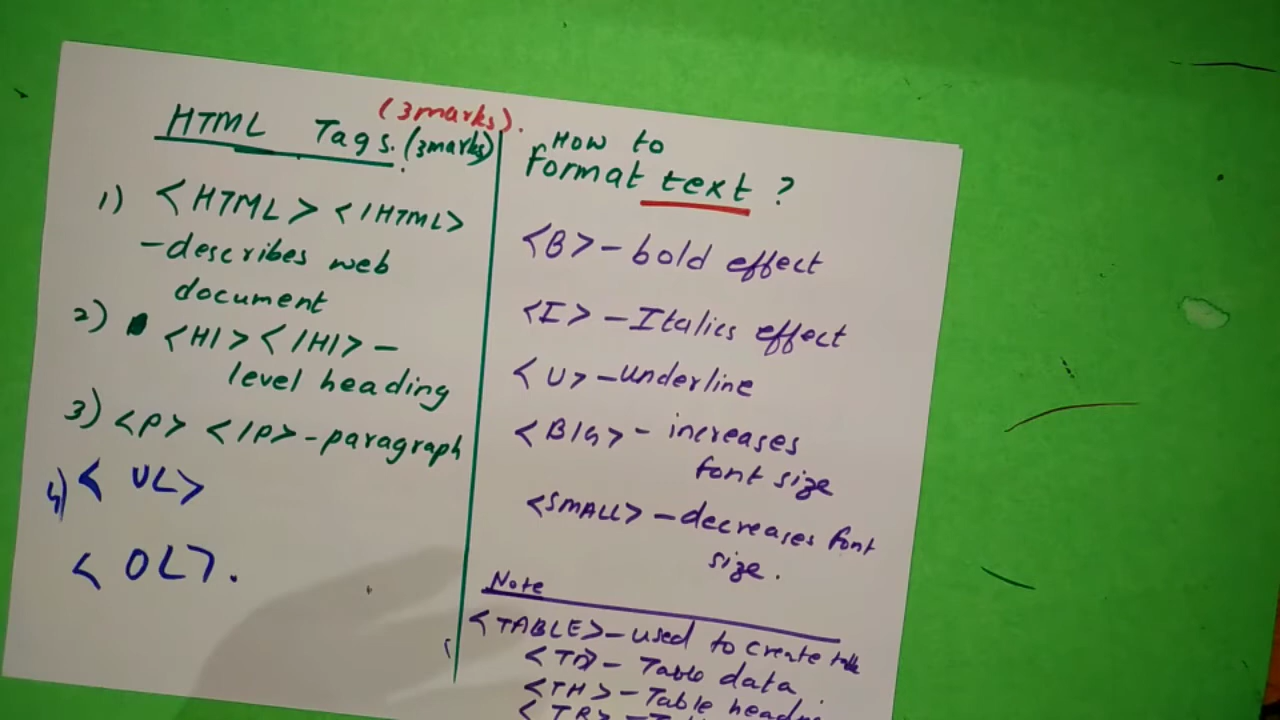 (3marks).
HTML Tags. (3marks)
1) <HTML> </HTML>
-describes web
document
2) <H1> </H1> -
level heading
3) <P> </P> - paragraph
4) < UL>
< OL>.
HOW to
Format text ?
<B> - bold effect
<I> - Italics effect
<U> - underline
<BIG> - increases
font size
<SMALL> - decreases font
size.
Note
<TABLE> - used to create table
<TD> - Table data
<TH> - Table heading
<TR> -